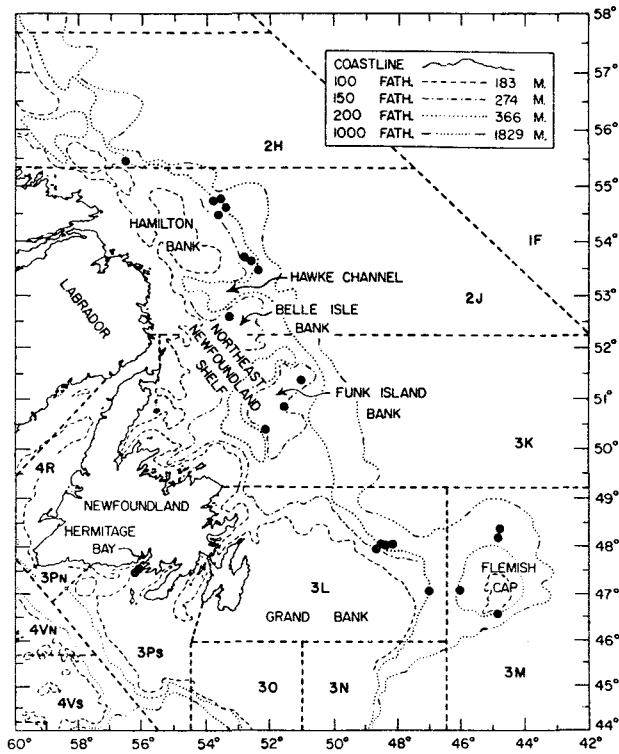 58°
COASTLINE
100 FATH. 183 M.
150 FATH. 274 M.
200 FATH. 366 M.
1000 FATH. 1829 M.
57°
56°
2H
55°
HAMILTON
BANK
1F
54°
HAWKE CHANNEL
LABRADOR
2J
53°
BELLE ISLE
BANK
52°
NORTHEAST
NEWFOUNDLAND
SHELF
51°
FUNK ISLAND
BANK
3K
50°
4R
49°
NEWFOUNDLAND
HERMITAGE
BAY
48°
FLEMISH
CAP
3PN
3L
47°
GRAND BANK
4VN
46°
3PS
3O
3N
3M
45°
4VS
44°
60° 58° 56° 54° 52° 50° 48° 46° 44° 42°